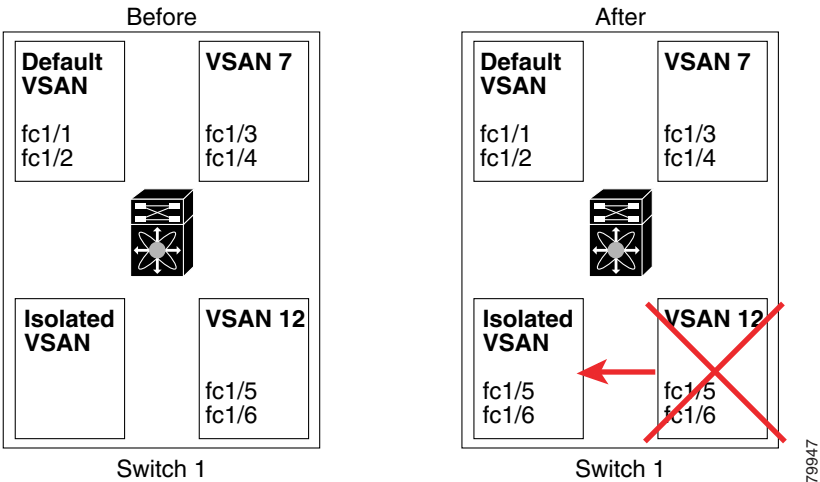 Before
Default
VSAN
fc1/1
fc1/2
VSAN 7
fc1/3
fc1/4
Isolated
VSAN
VSAN 12
fc1/5
fc1/6
Switch 1
After
Default
VSAN
fc1/1
fc1/2
VSAN 7
fc1/3
fc1/4
Isolated
VSAN
fc1/5
fc1/6
VSAN 12
fc1/5
fc1/6
Switch 1
79947